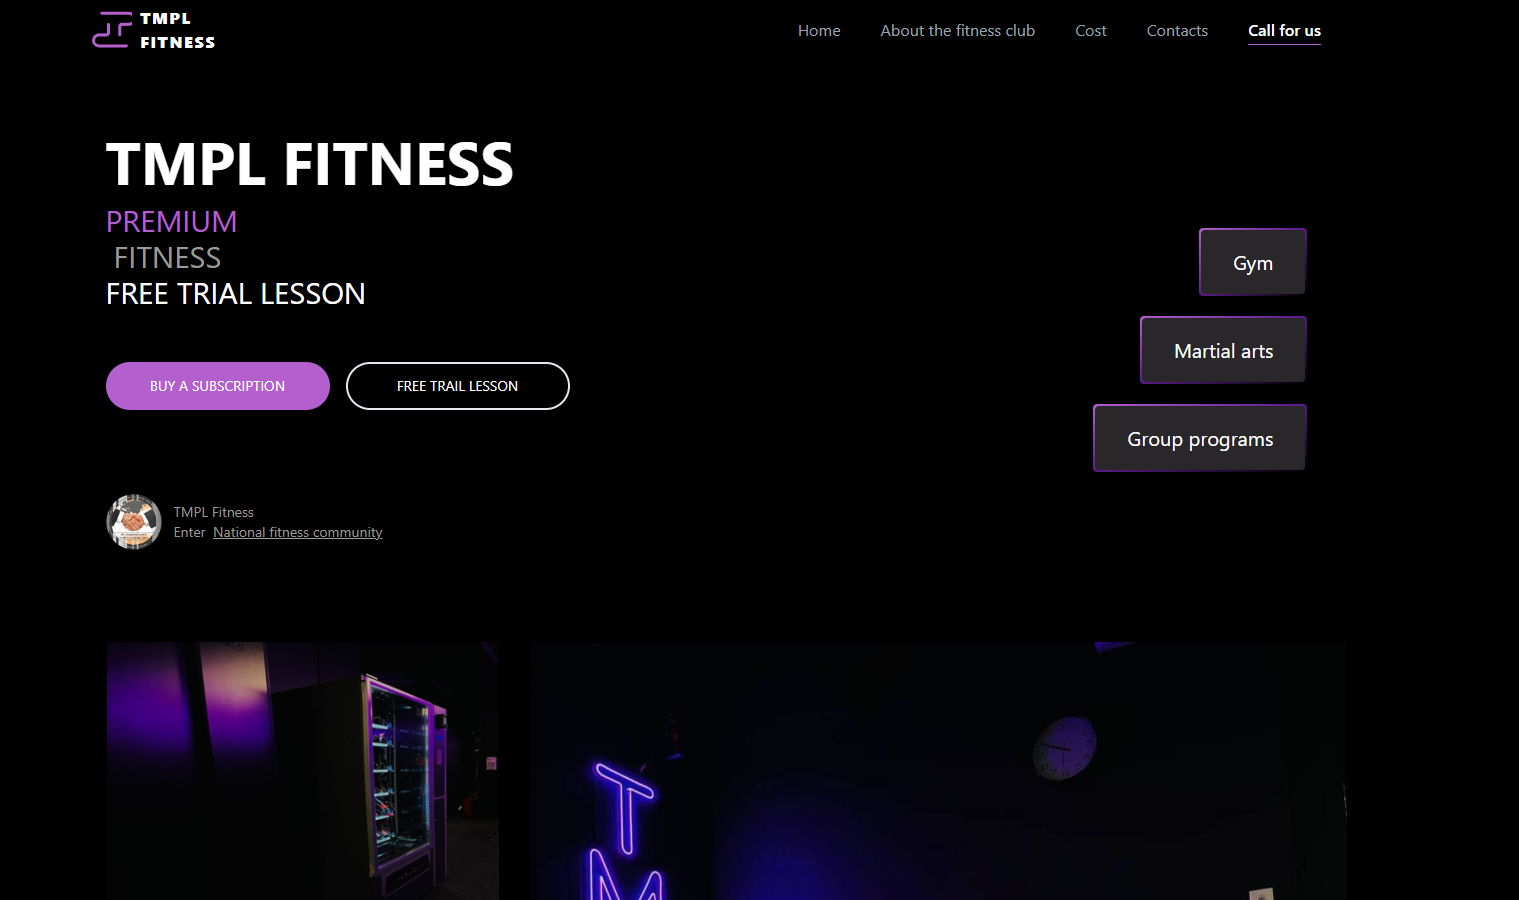 TMPL
FITNESS
Home
About the fitness club
Cost
Contacts
Call for us
TMPL FITNESS
PREMIUM
FITNESS
FREE TRIAL LESSON
BUY A SUBSCRIPTION
FREE TRAIL LESSON
Gym
Martial arts
Group programs
TMPL Fitness
Enter National fitness community
T
M